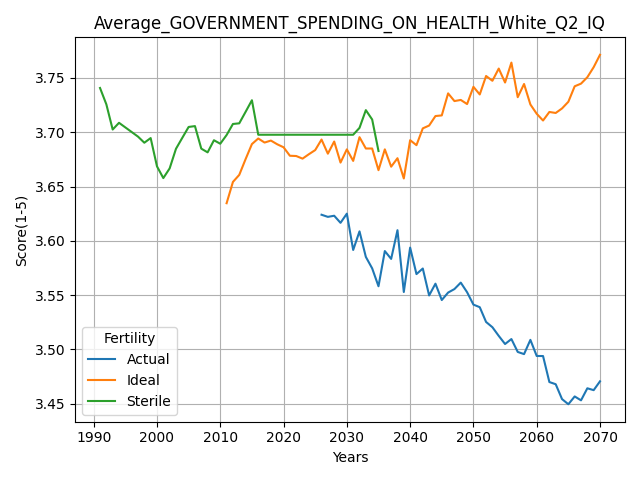 Average_GOVERNMENT_SPENDING_ON_HEALTH_White_Q2_IQ
Score(1-5)
3.75
3.70
3.65
3.60
3.55
3.50
3.45
Fertility
Actual
Ideal
Sterile
1990 2000 2010 2020 2030 2040 2050 2060 2070
Years